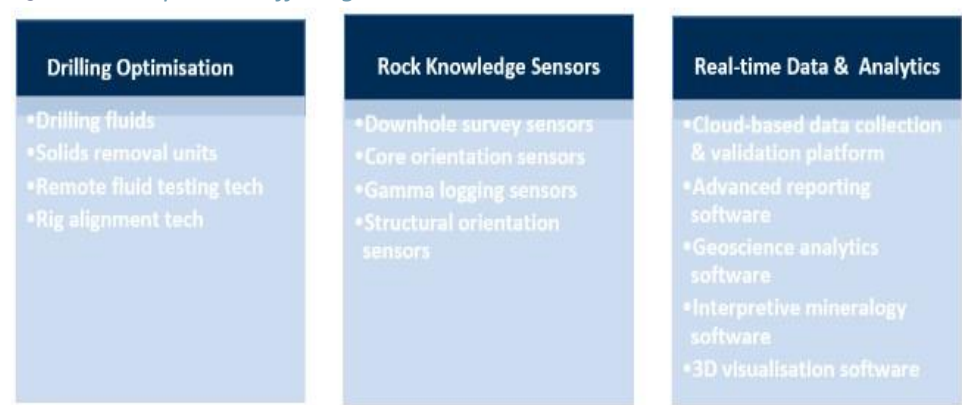 Drilling Optimisation
•Drilling fluids
•Solids removal units
•Remote fluid testing tech
•Rig alignment tech
Rock Knowledge Sensors
•Downhole survey sensors
•Core orientation sensors
•Gamma logging sensors
•Structural orientation
sensors
Real-time Data & Analytics
•Cloud-based data collection
& validation platform
•Advanced reporting
software
•Geoscience analytics
software
•Interpretive mineralogy
software
•3D visualisation software